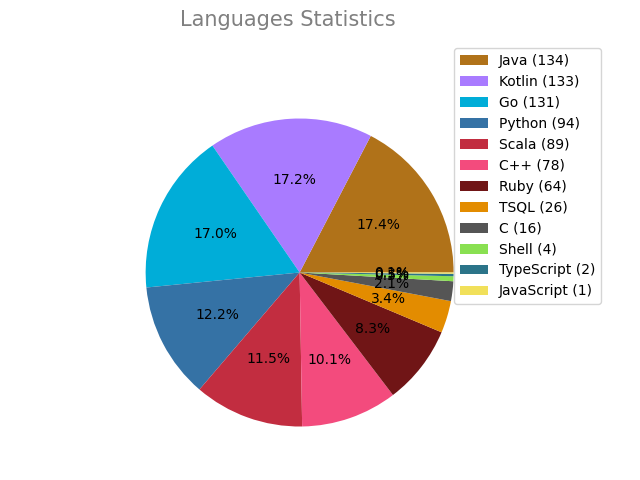 Languages Statistics
Java (134)
Kotlin (133)
Go (131)
Python (94)
Scala (89)
C++ (78)
Ruby (64)
TSQL (26)
C (16)
Shell (4)
TypeScript (2)
JavaScript (1)
17.2%
17.4%
17.0%
12.2%
11.5%
10.1%
8.3%
3.4%
2.1%